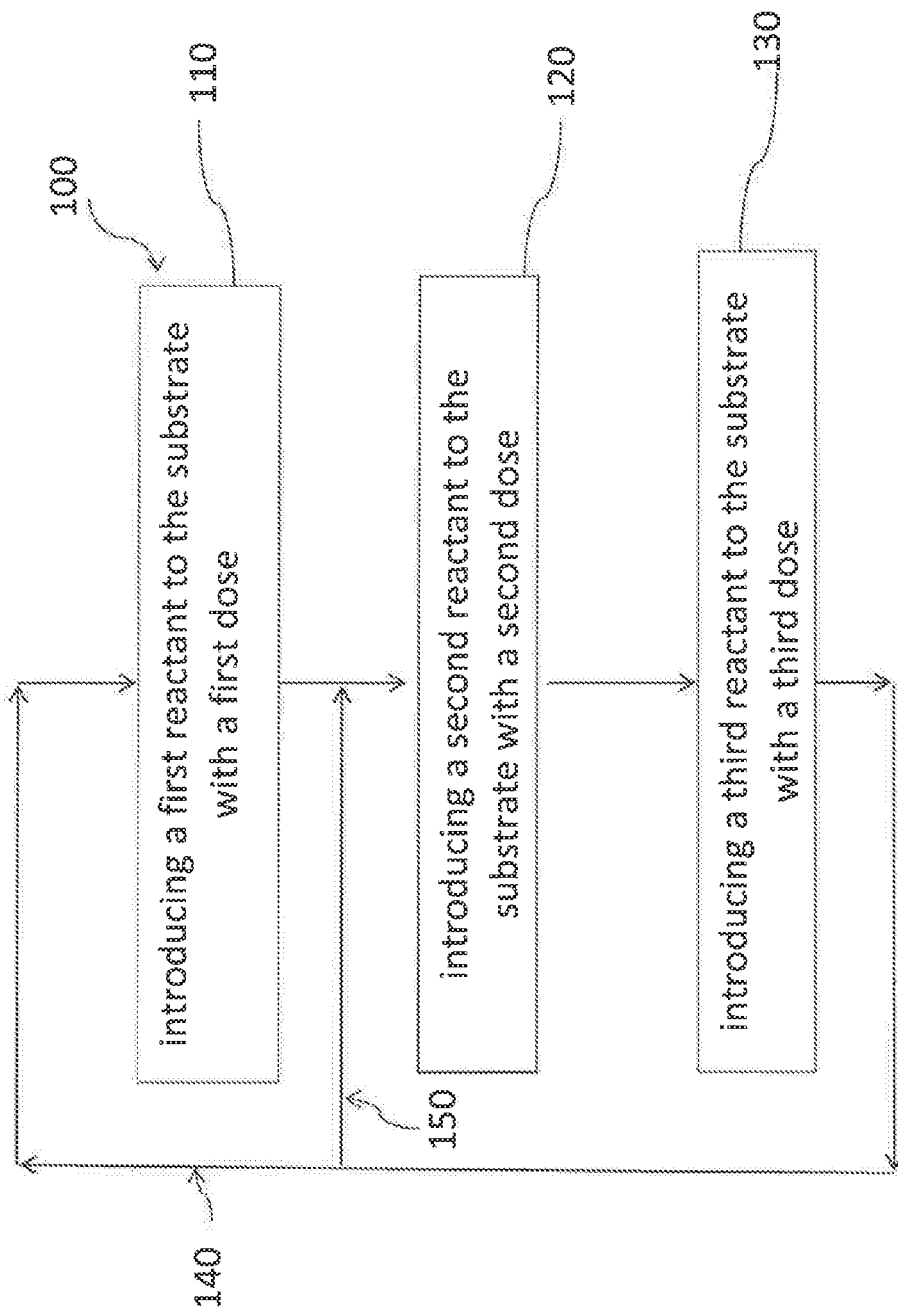 100
introducing a first reactant to the substrate
with a first dose
110
140
150
introducing a second reactant to the
substrate with a second dose
120
introducing a third reactant to the substrate
with a third dose
130